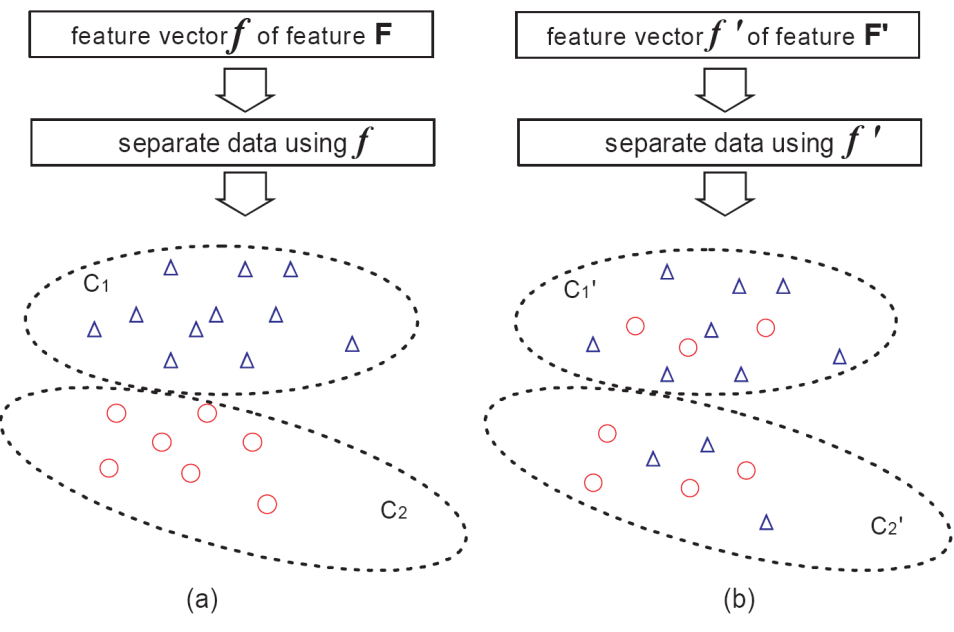 feature vector f of feature F
separate data using f
C1
C2
(a)
feature vector f ' of feature F'
separate data using f '
C1'
C2'
(b)